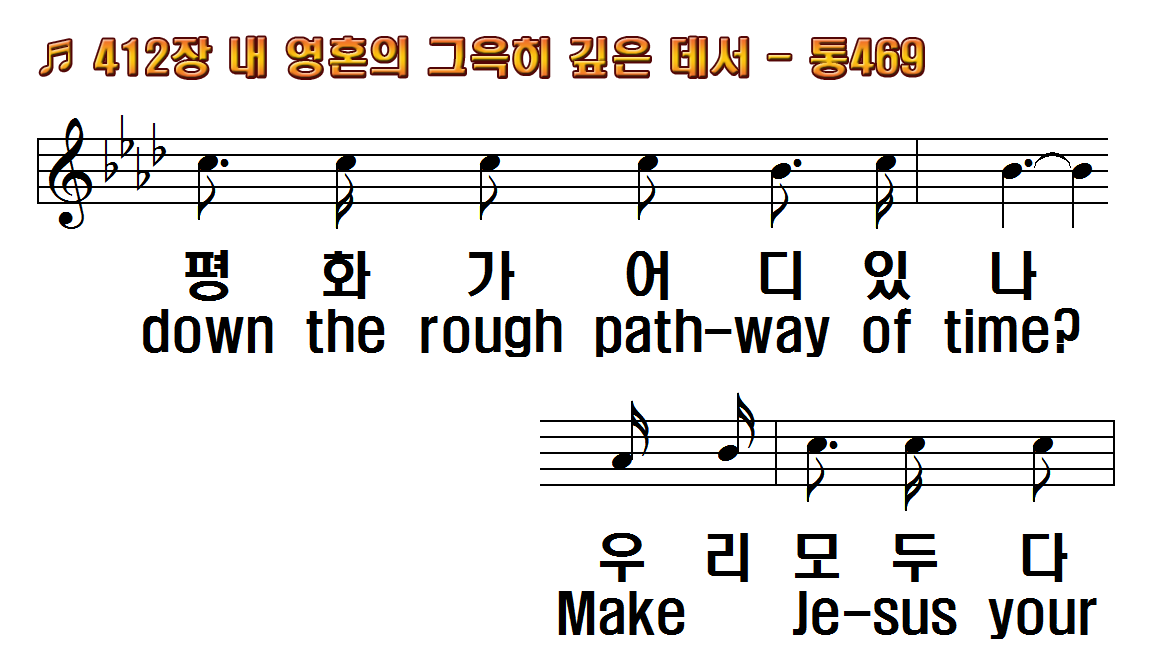 ♬ 412장 내 영혼의 그윽히 깊은 데서 - 통469
평 화 가 어 디 있 나
down the rough path-way of time?
우 리 모 두 다
Make Je-sus your